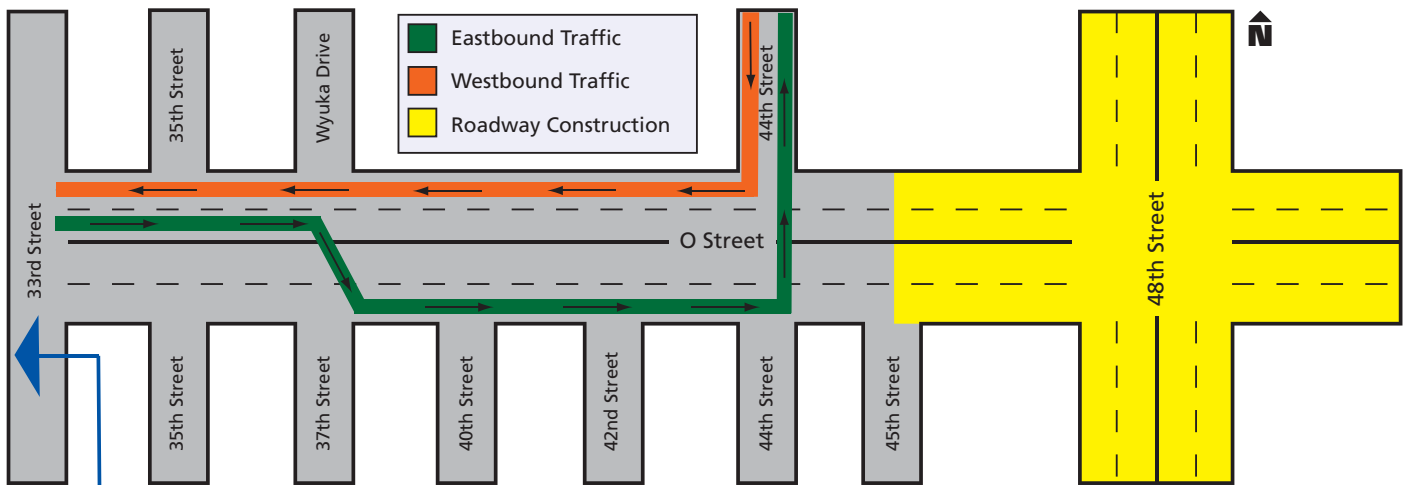 Eastbound Traffic
Westbound Traffic
Roadway Construction
N
35th Street
Wyuka Drive
44th Street
33rd Street
O Street
48th Street
35th Street
37th Street
40th Street
42nd Street
44th Street
45th Street